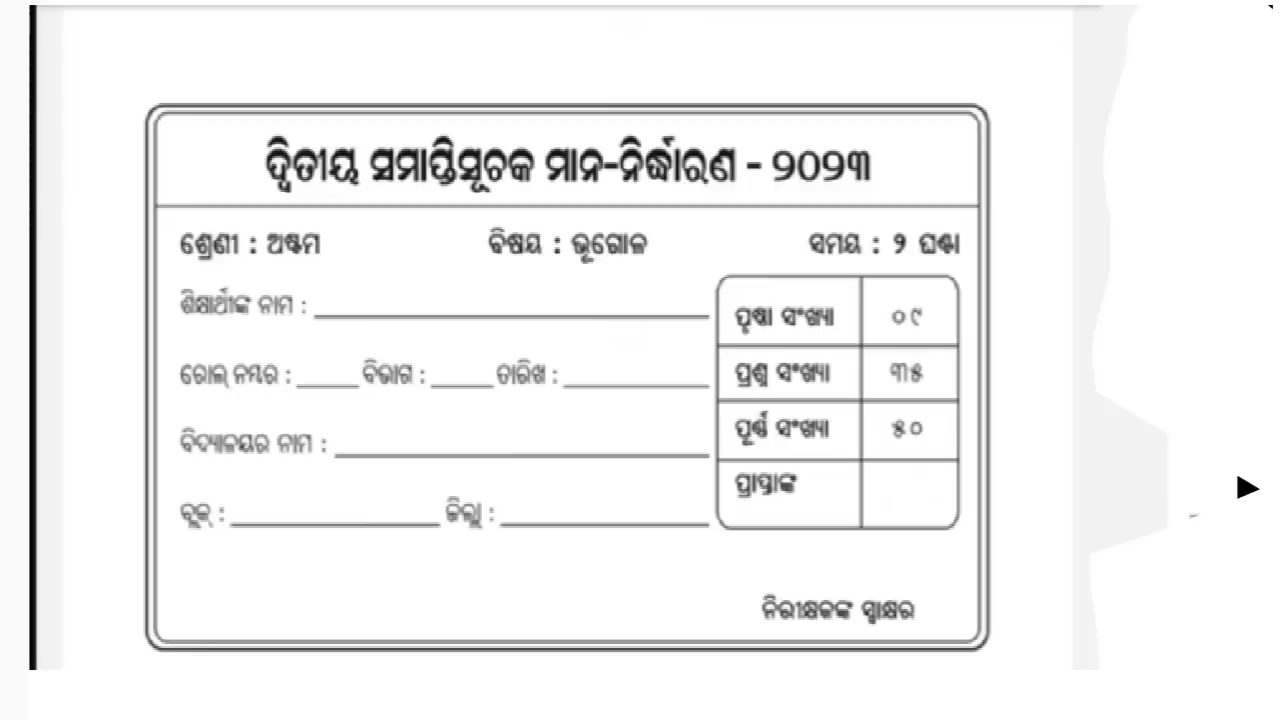 ଦ୍ୱିତୀୟ ସମାପ୍ତିସୂଚକ ମାନ-ନିର୍ଦ୍ଧାରଣ - ୨୦୨୩
ଶ୍ରେଣୀ : ଅଷ୍ଟମ ବିଷୟ : ଭୂଗୋଳ ସମୟ : ୨ ଘଣ୍ଟା
ଶିକ୍ଷାର୍ଥୀଙ୍କ ନାମ :
ପୃଷ୍ଠା ସଂଖ୍ୟା ୦୯
ରୋଲ୍ ନମ୍ବର : ବିଭାଗ : ତାରିଖ :
ପ୍ରଶ୍ନ ସଂଖ୍ୟା ୩୫
ବିଦ୍ୟାଳୟର ନାମ :
ପୂର୍ଣ୍ଣ ସଂଖ୍ୟା ୫୦
ପ୍ରାପ୍ତାଙ୍କ
ବ୍ଲକ୍ : ଜିଲ୍ଲା :
ନିରୀକ୍ଷକଙ୍କ ସ୍ୱାକ୍ଷର